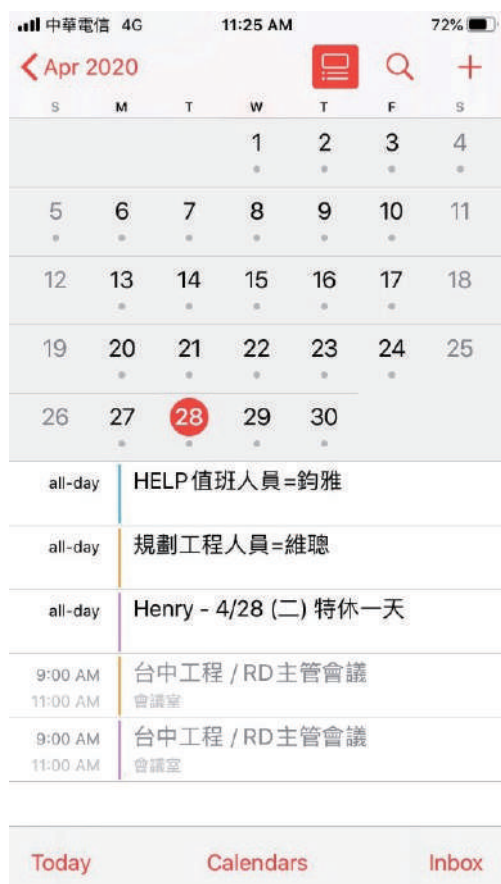 中華電信 4G 11:25 AM 72%
Apr 2020
S M T W T F S
1 2 3 4
5 6 7 8 9 10 11
12 13 14 15 16 17 18
19 20 21 22 23 24 25
26 27 28 29 30
all-day HELP值班人員=鈞雅
all-day 規劃工程人員=維聰
all-day Henry - 4/28 (二) 特休一天
9:00 AM 台中工程 / RD主管會議
11:00 AM 會議室
9:00 AM 台中工程 / RD主管會議
11:00 AM 會議室
Today Calendars Inbox